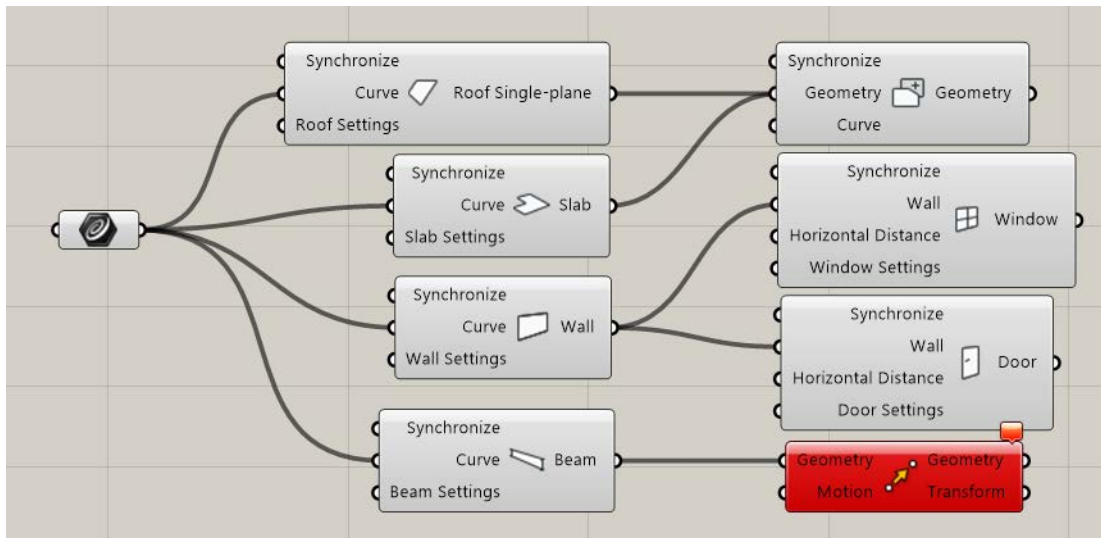 Synchronize
Curve Roof Single-plane
Roof Settings
Synchronize
Geometry Geometry
Curve
Synchronize
Curve Slab
Slab Settings
Synchronize
Wall
Horizontal Distance
Window
Window Settings
Synchronize
Curve Wall
Wall Settings
Synchronize
Wall
Door
Horizontal Distance
Door Settings
Synchronize
Curve Beam
Beam Settings
Geometry Geometry
Motion Transform